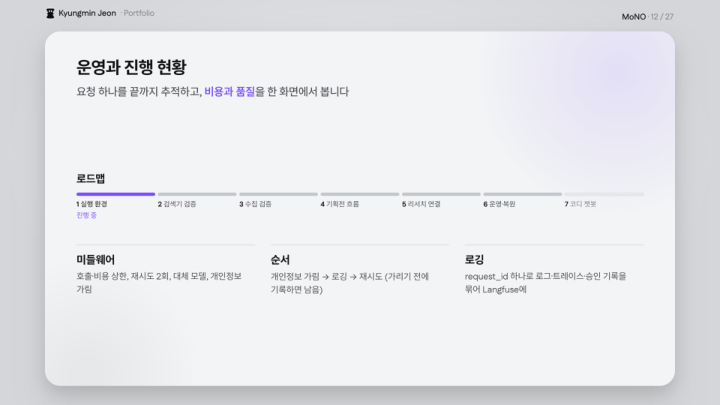 Kyungmin Jeon · Portfolio
MoNO · 12 / 27
운영과 진행 현황
요청 하나를 끝까지 추적하고, 비용과 품질을 한 화면에서 봅니다
로드맵
1 실행 환경
진행 중
2 검색기 검증
3 수집 검증
4 기획전 흐름
5 리서치 연결
6 운영·복원
7 코디 챗봇
미들웨어
호출·비용 상한, 재시도 2회, 대체 모델, 개인정보
가림
순서
개인정보 가림 → 로깅 → 재시도 (가리기 전에
기록하면 남음)
로깅
request_id 하나로 로그·트레이스·승인 기록을
묶어 Langfuse에